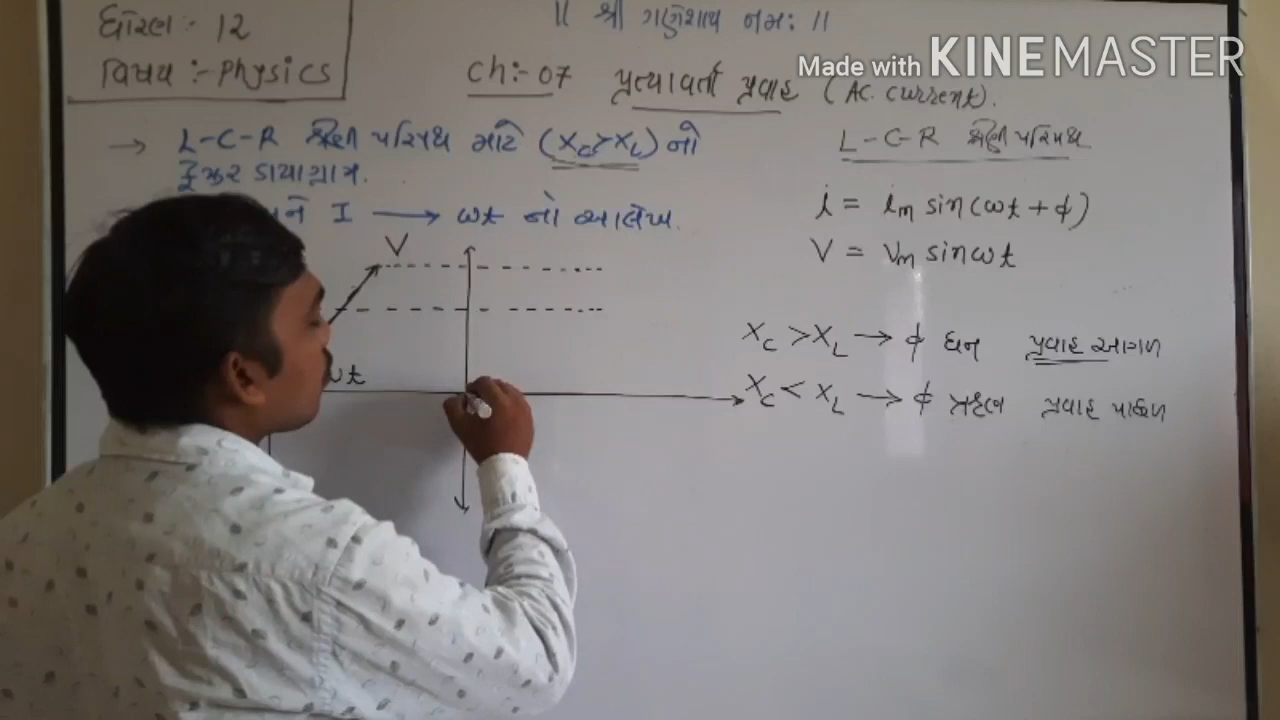 ॥ શ્રી ગણેશાય નમઃ ॥
ધોરણ :- 12
વિષય :- Physics
Ch:- 07 પ્રત્યાવર્તી પ્રવાહ (AC. Current).
Made with KINEMASTER
→ L-C-R શ્રેણી પરિપથ માટે (Xc>XL) નો
ફેઝર ડાયાગ્રામ.
અને I → ωt નો આલેખ.
V
ωt
L-C-R શ્રેણી પરિપથ
i = im sin(ωt + ϕ)
V = Vm sinωt
Xc > XL → ϕ ધન પ્રવાહ આગળ
Xc < XL → ϕ ઋણ પ્રવાહ પાછળ